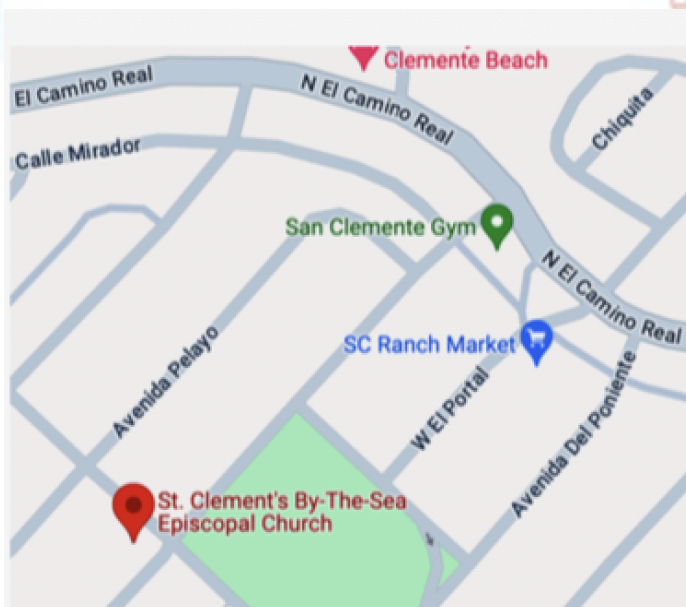 Clemente Beach
El Camino Real
N El Camino Real
Chiquita
Calle Mirador
San Clemente Gym
N El Camino Real
SC Ranch Market
Avenida Pelayo
W El Portal
Avenida Del Poniente
St. Clement's By-The-Sea
Episcopal Church